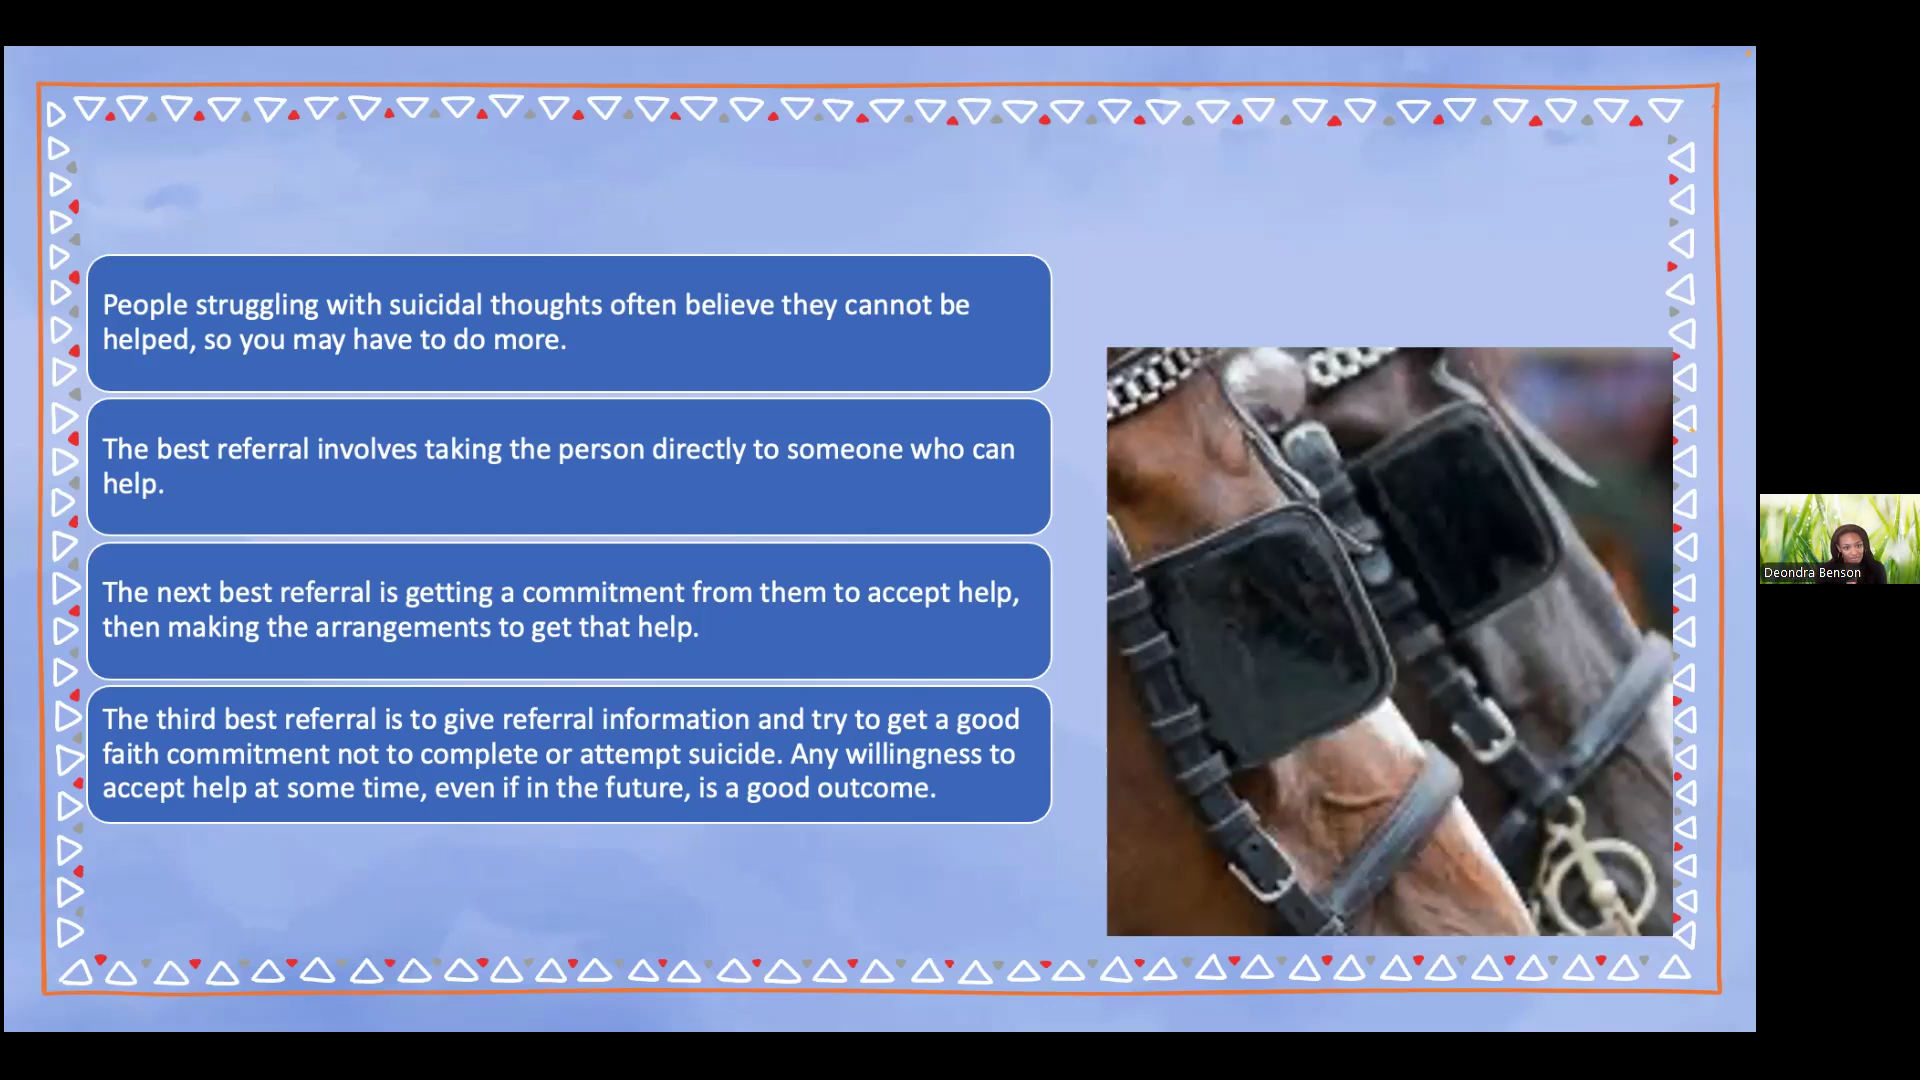 People struggling with suicidal thoughts often believe they cannot be
helped, so you may have to do more.
The best referral involves taking the person directly to someone who can
help.
The next best referral is getting a commitment from them to accept help,
then making the arrangements to get that help.
The third best referral is to give referral information and try to get a good
faith commitment not to complete or attempt suicide. Any willingness to
accept help at some time, even if in the future, is a good outcome.
Deondra Benson